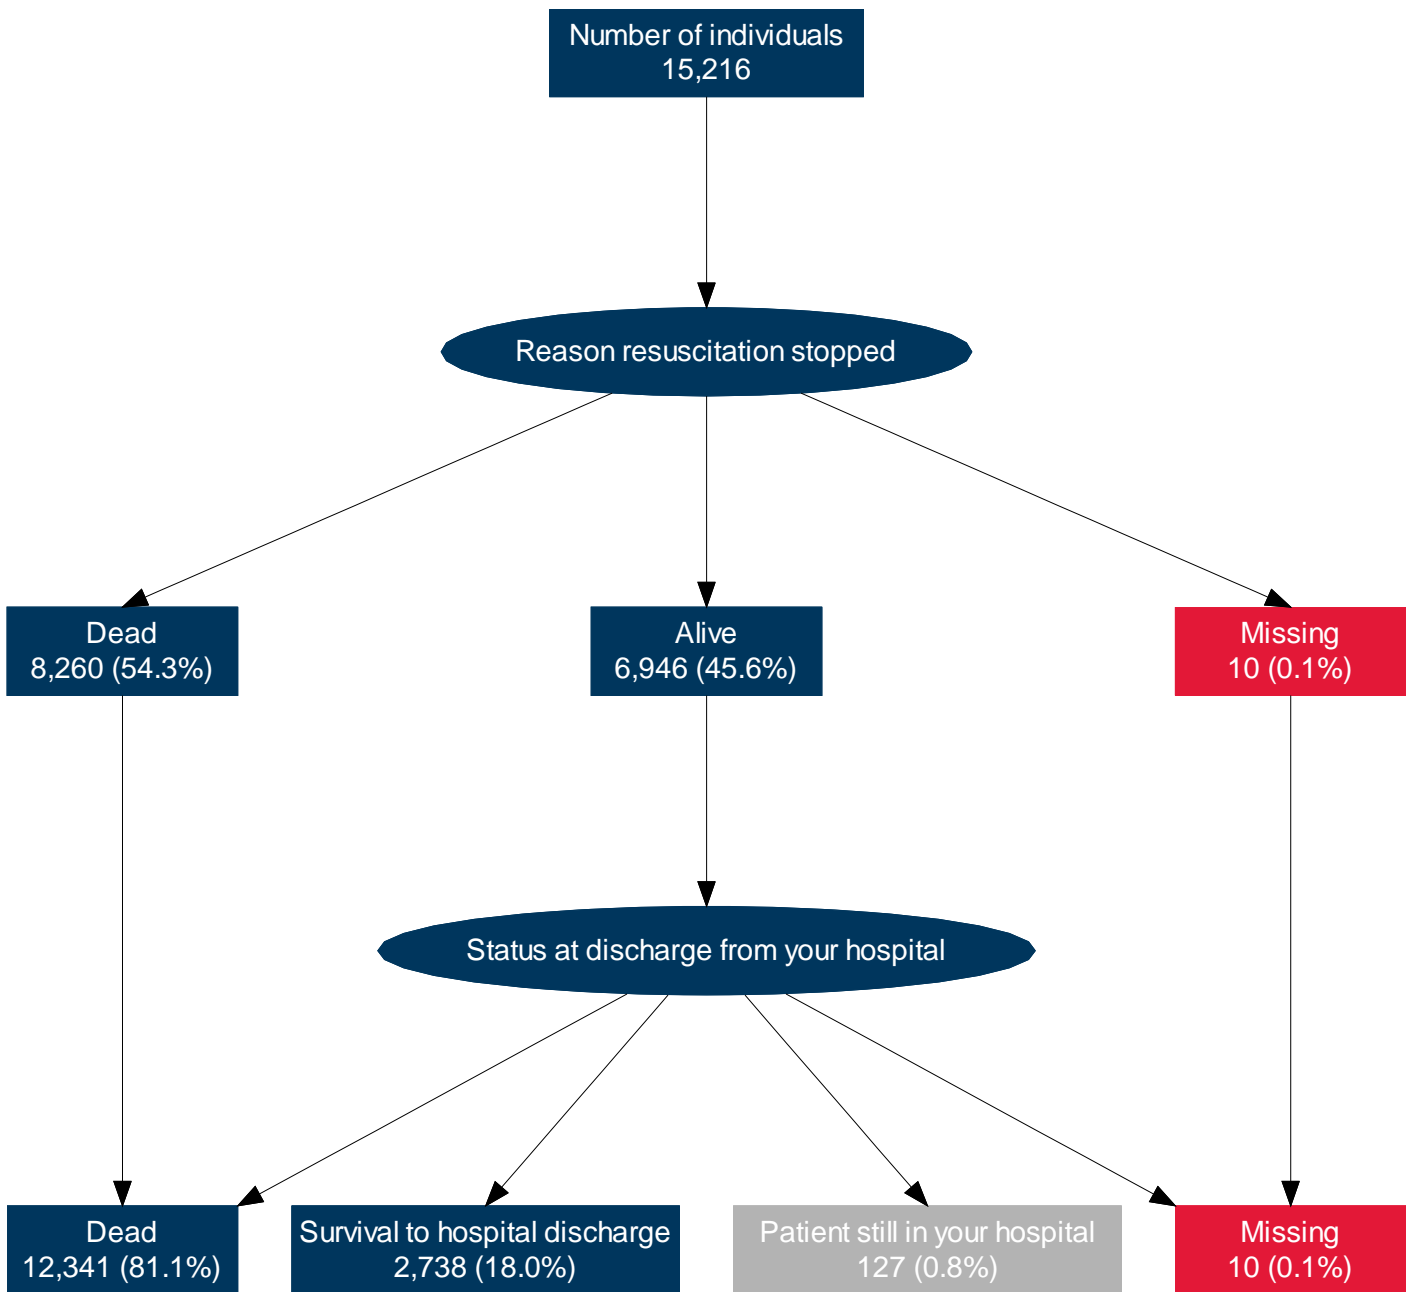 Number of individuals
15,216
Reason resuscitation stopped
Dead
8,260 (54.3%)
Alive
6,946 (45.6%)
Missing
10 (0.1%)
Status at discharge from your hospital
Dead
12,341 (81.1%)
Survival to hospital discharge
2,738 (18.0%)
Patient still in your hospital
127 (0.8%)
Missing
10 (0.1%)